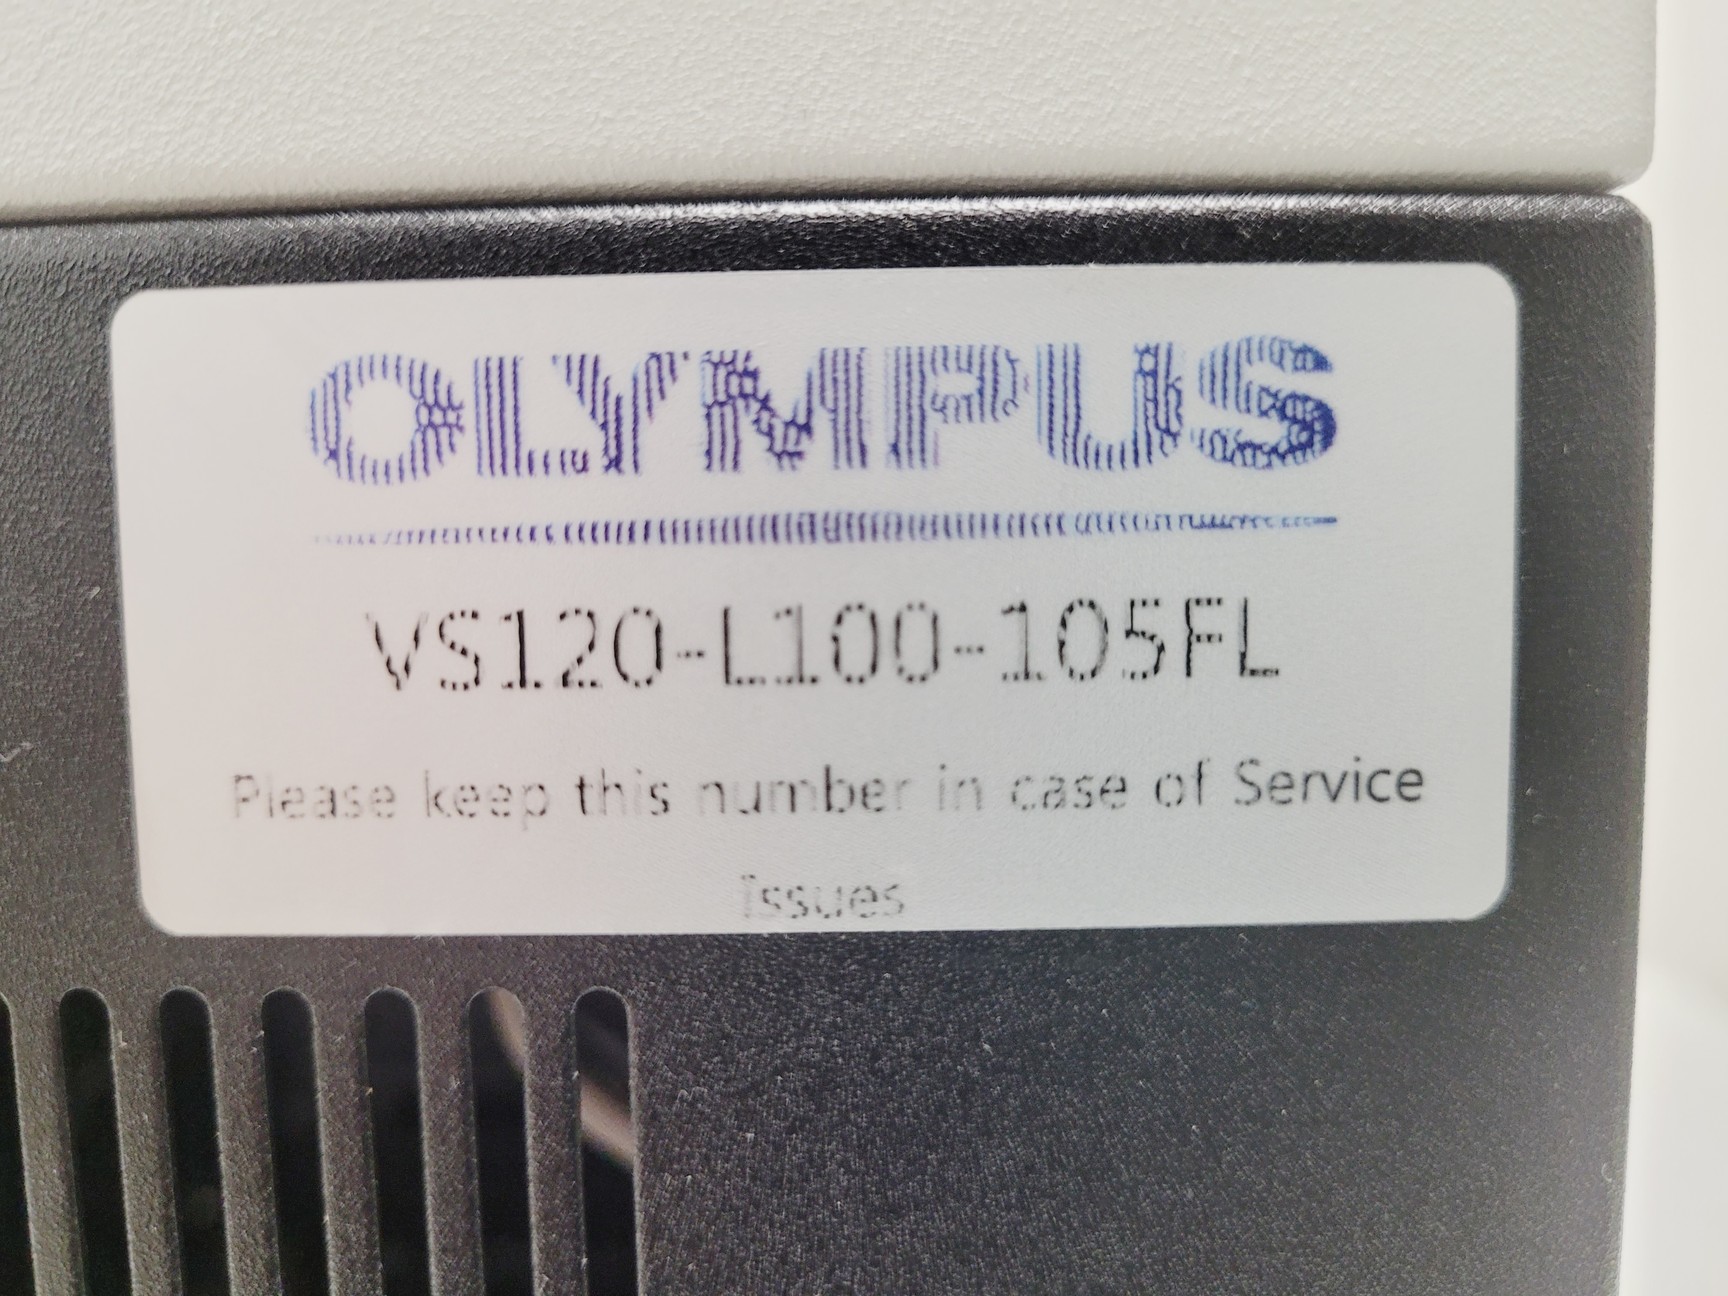 OLYMPUS
VS120-L100-105FL
Please keep this number in case of Service
Issues